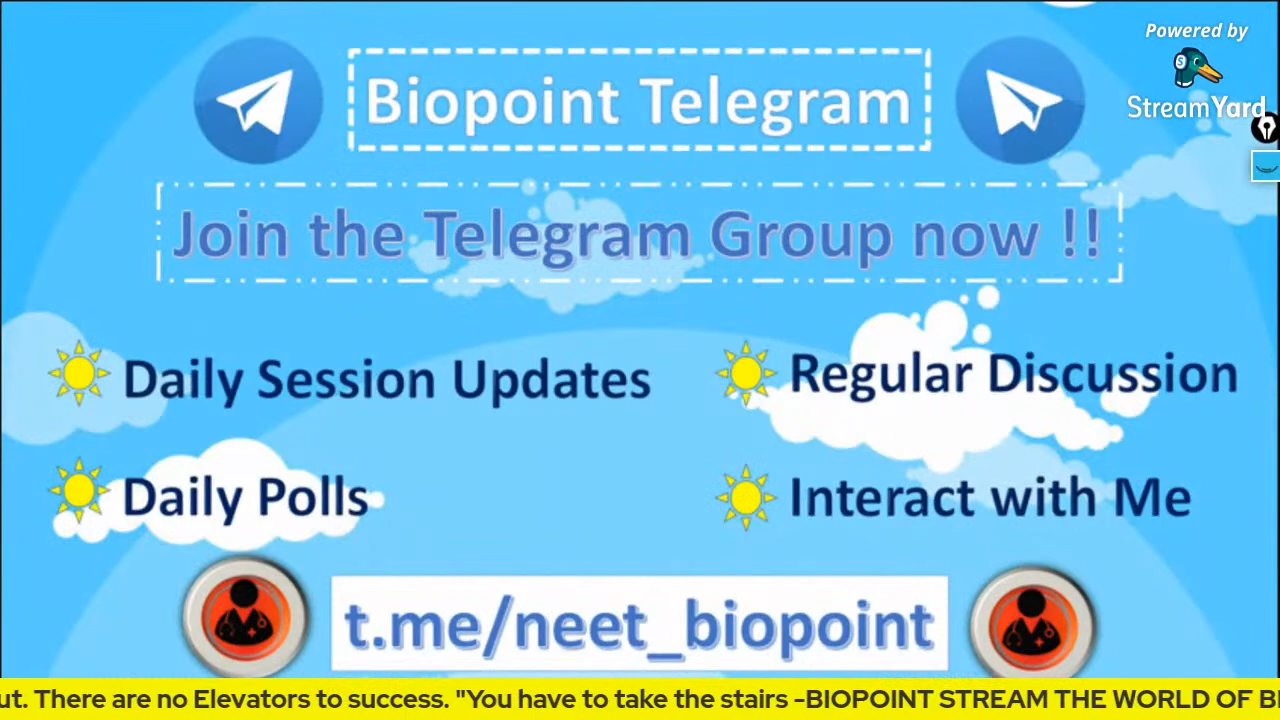 Powered by
StreamYard
Biopoint Telegram
Join the Telegram Group now !!
Daily Session Updates
Regular Discussion
Daily Polls
Interact with Me
t.me/neet_biopoint
There are no Elevators to success. "You have to take the stairs -BIOPOINT STREAM THE WORLD OF